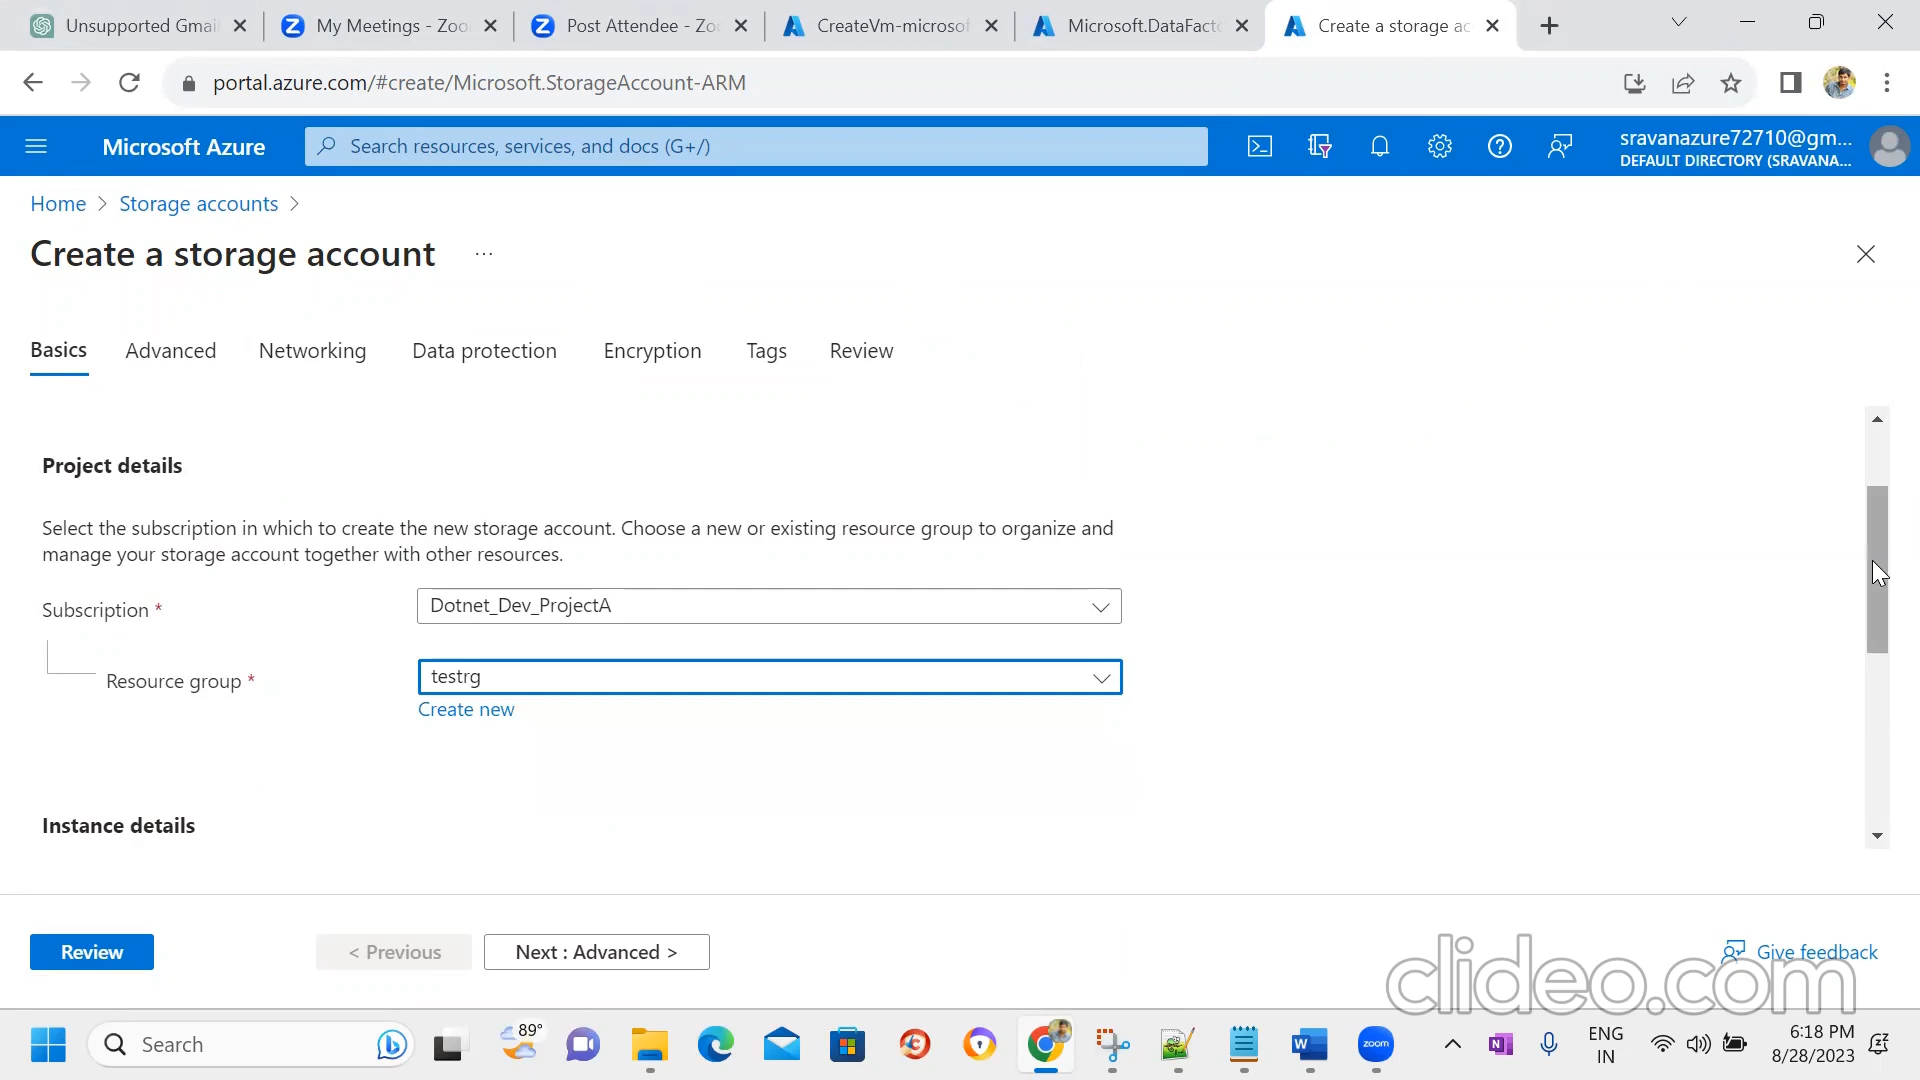 Unsupported Gmai
My Meetings - Zoo
Post Attendee - Zo
CreateVm-microsof
Microsoft.DataFacto
Create a storage ac
portal.azure.com/#create/Microsoft.StorageAccount-ARM
Microsoft Azure
Search resources, services, and docs (G+/)
sravanazure72710@gm...
DEFAULT DIRECTORY (SRAVANA...
Home > Storage accounts >
Create a storage account ...
Basics Advanced Networking Data protection Encryption Tags Review
Project details
Select the subscription in which to create the new storage account. Choose a new or existing resource group to organize and
manage your storage account together with other resources.
Subscription *
Dotnet_Dev_ProjectA
Resource group *
testrg
Create new
Instance details
Review
< Previous
Next : Advanced >
Give feedback
clideo.com
Search
89°
zoom
ENG
IN
6:18 PM
8/28/2023